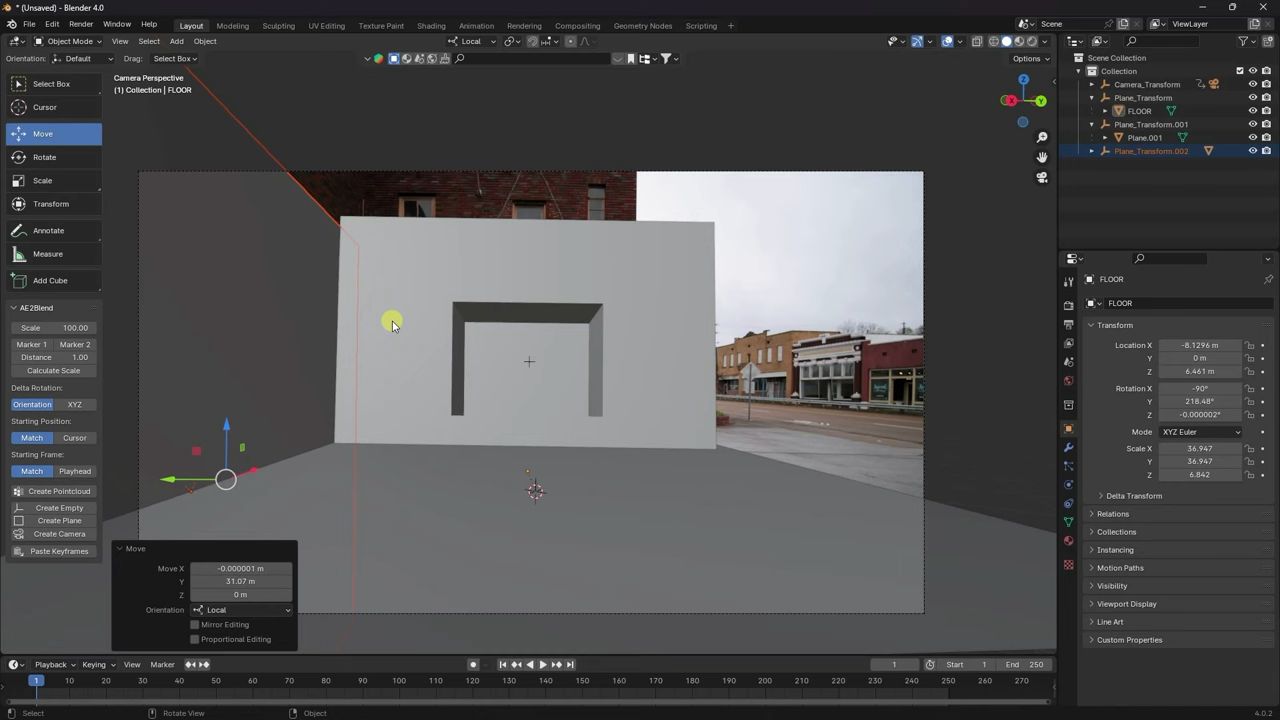 * (Unsaved) - Blender 4.0
File Edit Render Window Help Layout Modeling Sculpting UV Editing Texture Paint Shading Animation Rendering Compositing Geometry Nodes Scripting + Scene ViewLayer
Object Mode View Select Add Object Local
Orientation: Default Drag: Select Box Options
Camera Perspective
(1) Collection | FLOOR
Select Box
Cursor
Move
Rotate
Scale
Transform
Annotate
Measure
Add Cube
AE2Blend
Scale 100.00
Marker 1 Marker 2
Distance 1.00
Calculate Scale
Delta Rotation:
Orientation XYZ
Starting Position:
Match Cursor
Starting Frame:
Match Playhead
Create Pointcloud
Create Empty
Create Plane
Create Camera
Paste Keyframes
Move
Move X -0.000001 m
Y 31.07 m
Z 0 m
Orientation Local
Mirror Editing
Proportional Editing
Z
X
Y
Scene Collection
Collection
Camera_Transform
Plane_Transform
FLOOR
Plane_Transform.001
Plane.001
Plane_Transform.002
FLOOR
FLOOR
Transform
Location X -8.1296 m
Y 0 m
Z 6.461 m
Rotation X -90°
Y 218.48°
Z -0.000002°
Mode XYZ Euler
Scale X 36.947
Y 36.947
Z 6.842
Delta Transform
Relations
Collections
Instancing
Motion Paths
Visibility
Viewport Display
Line Art
Custom Properties
Playback Keying View Marker 1 Start 1 End 250
1 10 20 30 40 50 60 70 80 90 100 110 120 130 140 150 160 170 180 190 200 210 220 230 240 250 260 270
Select Rotate View Object 4.0.2